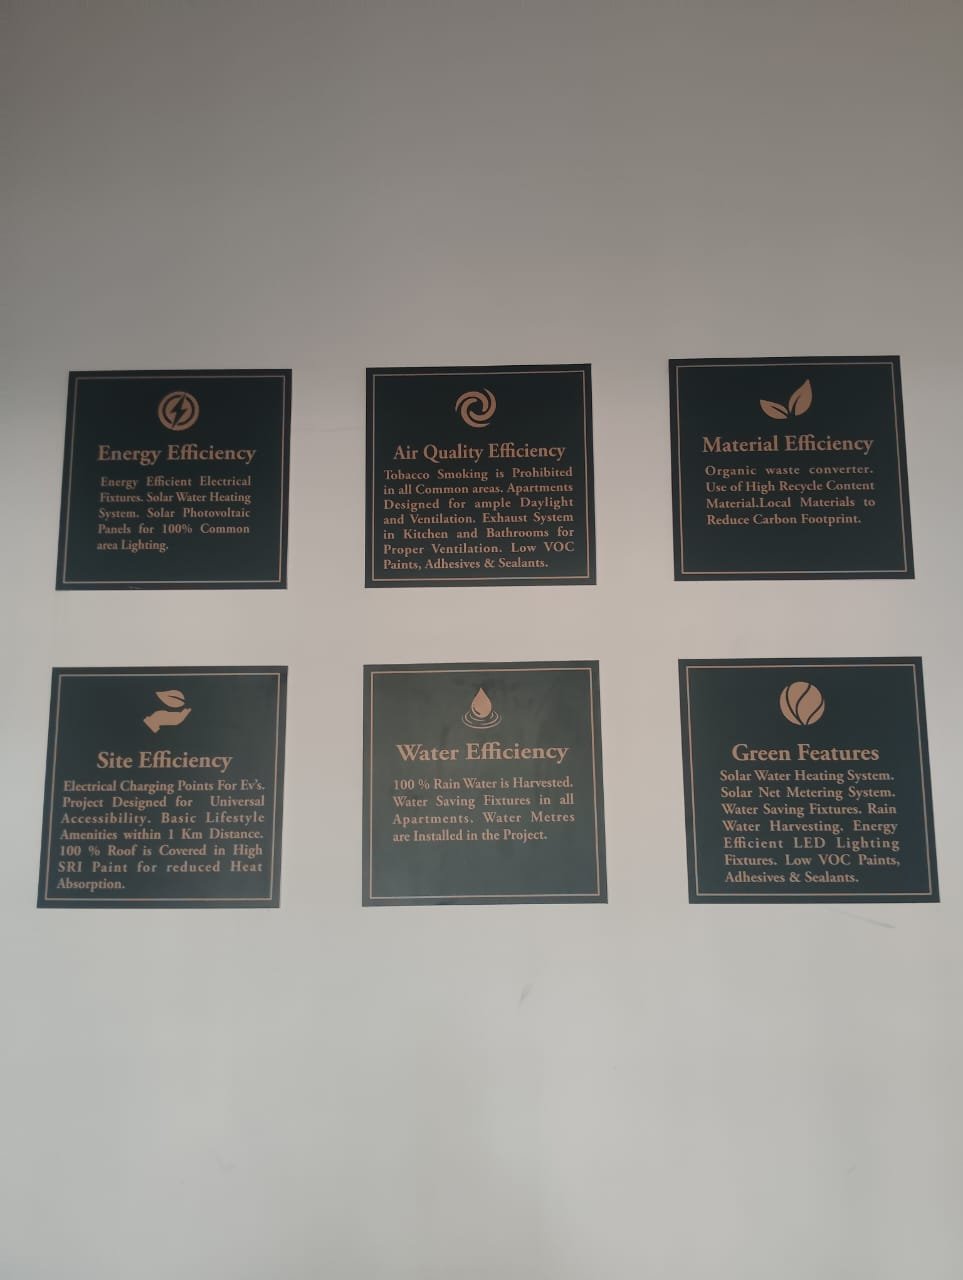 Energy Efficiency
Energy Efficient Electrical
Fixtures. Solar Water Heating
System. Solar Photovoltaic
Panels for 100% Common
area Lighting.
Air Quality Efficiency
Tobacco Smoking is Prohibited
in all Common areas. Apartments
Designed for ample Daylight
and Ventilation. Exhaust System
in Kitchen and Bathrooms for
Proper Ventilation. Low VOC
Paints, Adhesives & Sealants.
Material Efficiency
Organic waste converter.
Use of High Recycle Content
Material.Local Materials to
Reduce Carbon Footprint.
Site Efficiency
Electrical Charging Points For Ev's.
Project Designed for Universal
Accessibility. Basic Lifestyle
Amenities within 1 Km Distance.
100 % Roof is Covered in High
SRI Paint for reduced Heat
Absorption.
Water Efficiency
100 % Rain Water is Harvested.
Water Saving Fixtures in all
Apartments. Water Metres
are Installed in the Project.
Green Features
Solar Water Heating System.
Solar Net Metering System.
Water Saving Fixtures. Rain
Water Harvesting. Energy
Efficient LED Lighting
Fixtures. Low VOC Paints,
Adhesives & Sealants.